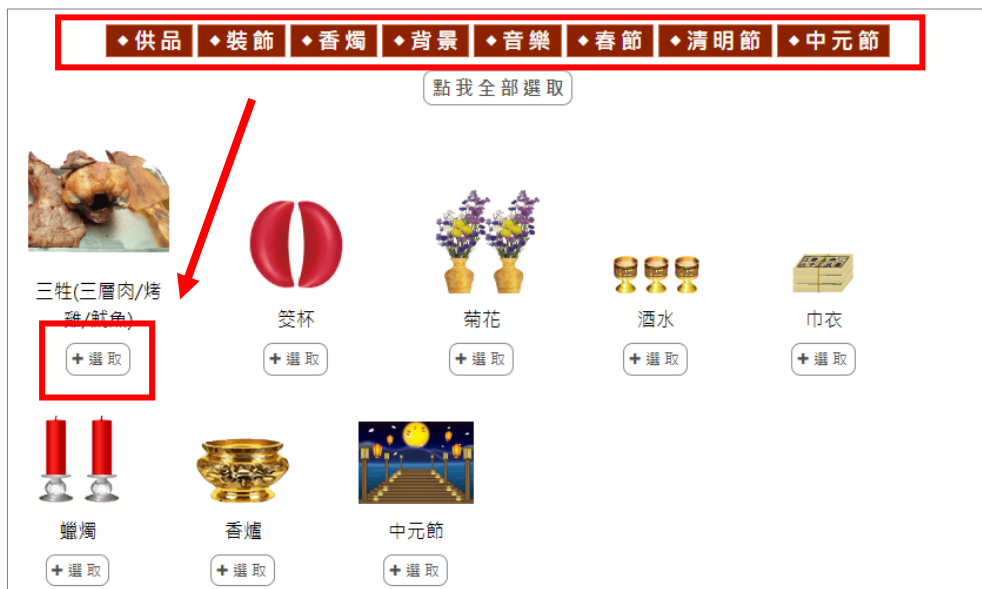 ◆供品 ◆裝飾 ◆香燭 ◆背景 ◆音樂 ◆春節 ◆清明節 ◆中元節
點我全部選取
三牲(三層肉/烤
雞/魷魚)
筊杯
菊花
酒水
巾衣
✚選取 ✚選取 ✚選取 ✚選取 ✚選取
蠟燭 香爐 中元節
✚選取 ✚選取 ✚選取